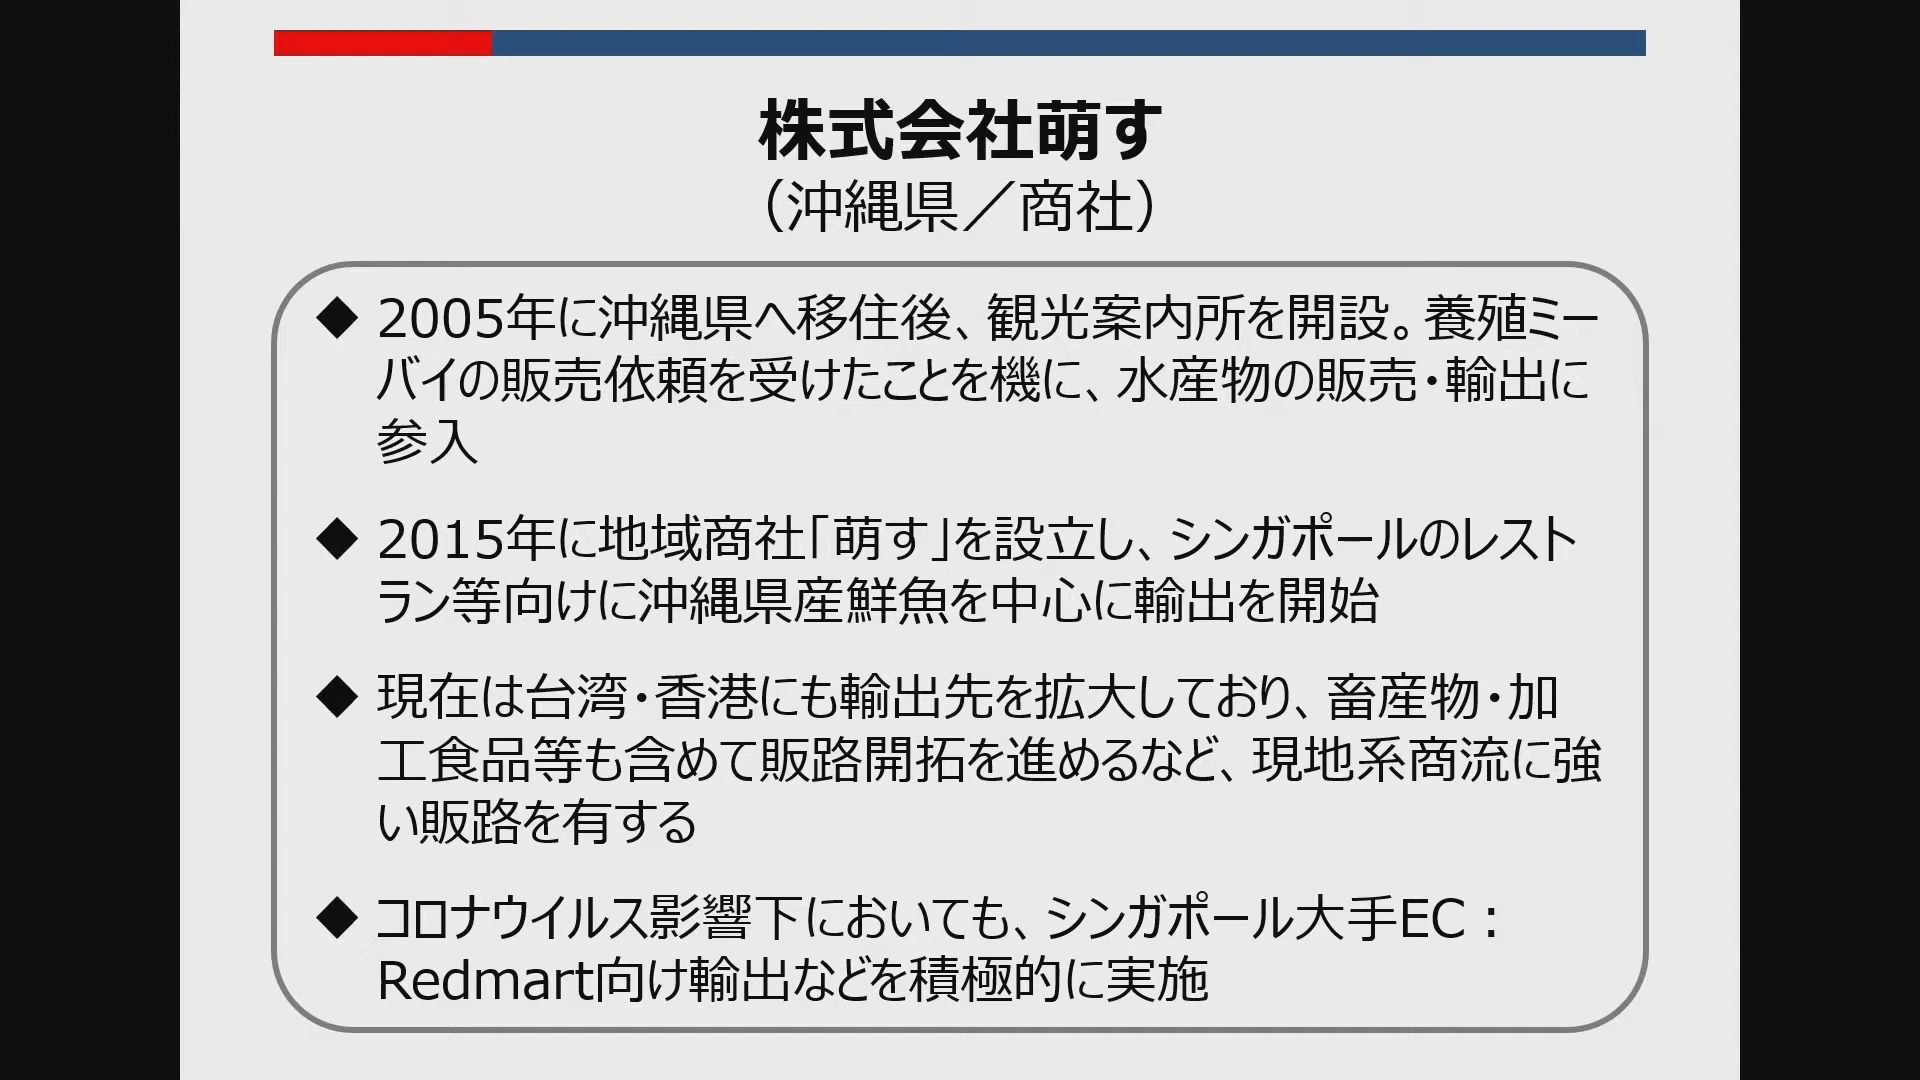 株式会社萌す
（沖縄県／商社）
◆ 2005年に沖縄県へ移住後、観光案内所を開設。養殖ミー
バイの販売依頼を受けたことを機に、水産物の販売・輸出に
参入
◆ 2015年に地域商社「萌す」を設立し、シンガポールのレスト
ラン等向けに沖縄県産鮮魚を中心に輸出を開始
◆ 現在は台湾・香港にも輸出先を拡大しており、畜産物・加
工食品等も含めて販路開拓を進めるなど、現地系商流に強
い販路を有する
◆ コロナウイルス影響下においても、シンガポール大手EC：
Redmart向け輸出などを積極的に実施